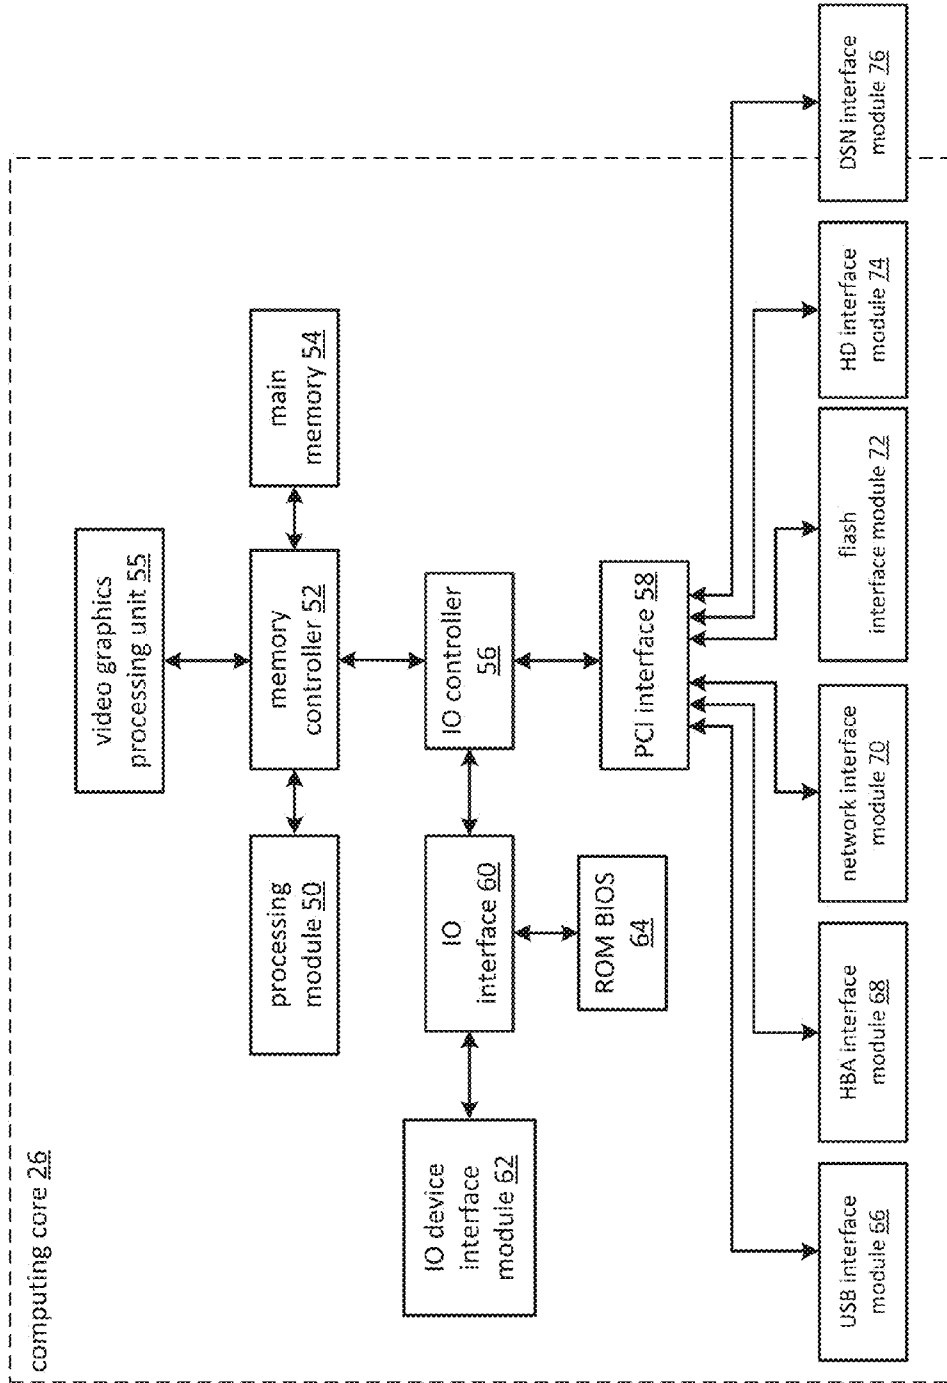 computing core 26
video graphics
processing unit 55
processing
module 50
memory
controller 52
main
memory 54
IO device
interface
module 62
IO
interface 60
IO controller
56
ROM BIOS
64
PCI interface 58
USB interface
module 66
HBA interface
module 68
network interface
module 70
flash
interface module 72
HD interface
module 74
DSN interface
module 76